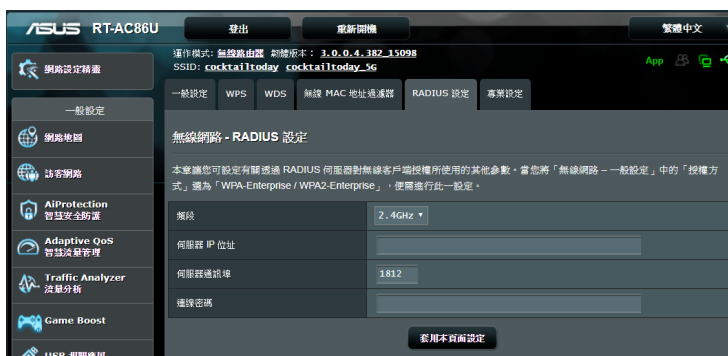 ASUS RT-AC86U 登出 重新開機 繁體中文
運作模式: 無線路由器 韌體版本： 3.0.0.4.382_15098
SSID: cocktailtoday cocktailtoday_5G
App
網路設定精靈
一般設定 WPS WDS 無線 MAC 地址過濾器 RADIUS 設定 專業設定
一般設定
網路地圖
訪客網路
AiProtection
智慧安全防護
Adaptive QoS
智慧流量管理
Traffic Analyzer
流量分析
Game Boost
無線網路 - RADIUS 設定
本章讓您可設定有關透過 RADIUS 伺服器對無線客戶端授權所使用的其他參數。當您將「無線網路 – 一般設定」中的「授權方
式」選為「WPA-Enterprise / WPA2-Enterprise」，便需進行此一設定。
頻段 2.4GHz
伺服器 IP 位址
伺服器通訊埠 1812
連線密碼
套用本頁面設定